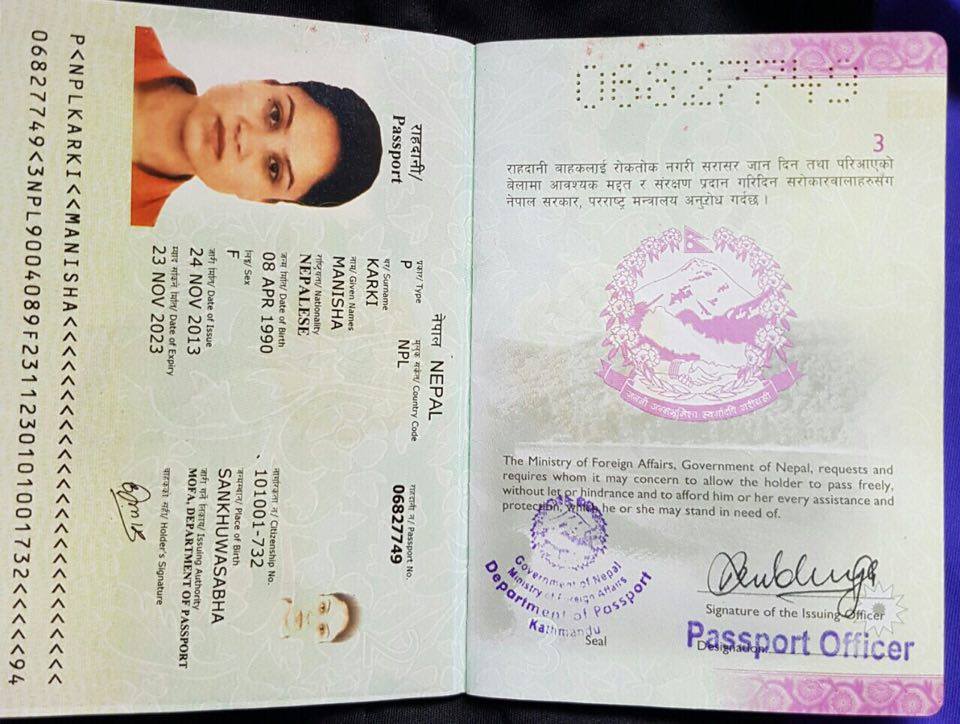 राहदानी/
Passport
नेपाल NEPAL
प्रकार/ Type
P
मुलुक संकेत/ Country Code
NPL
राहदानी नं./ Passport No.
06827749
थर/ Surname
KARKI
नाम/ Given Names
MANISHA
राष्ट्रियता/ Nationality
NEPALESE
जन्म मिति/ Date of Birth
08 APR 1990
नागरिकता नं./ Citizenship No.
101001-732
लिङ्ग/ Sex
F
जन्मस्थान/ Place of Birth
SANKHUWASABHA
जारी मिति/ Date of Issue
24 NOV 2013
जारी गर्ने निकाय/ Issuing Authority
MOFA, DEPARTMENT OF PASSPORT
म्याद सकिने मिति/ Date of Expiry
23 NOV 2023
वाहकको सही/ Holder's Signature
P<NPLKARKI<<MANISHA<<<<<<<<<<<<<<<<<<<<<<<<<
06827749<3NPL9004089F2311230101001732<<<<<94
06827749
3
राहदानी बाहकलाई रोकतोक नगरी सरासर जान दिन तथा परिआएको
बेलामा आवश्यक मद्दत र संरक्षण प्रदान गरिदिन सरोकारवालाहरुसँग
नेपाल सरकार, परराष्ट्र मन्त्रालय अनुरोध गर्दछ ।
जननी जन्मभूमिश्च स्वर्गादपि गरीयसी
The Ministry of Foreign Affairs, Government of Nepal, requests and
requires whom it may concern to allow the holder to pass freely,
without let or hindrance and to afford him or her every assistance and
protection, which he or she may stand in need of.
Government of Nepal
Ministry of Foreign Affairs
Department of Passport
Kathmandu
Seal
Signature of the Issuing Officer
Passport Officer
Designation